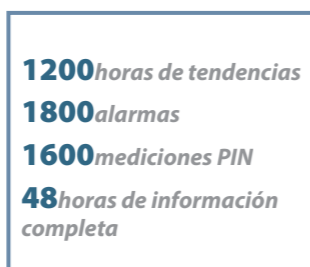 1200horas de tendencias
1800alarmas
1600mediciones PIN
48horas de información
completa